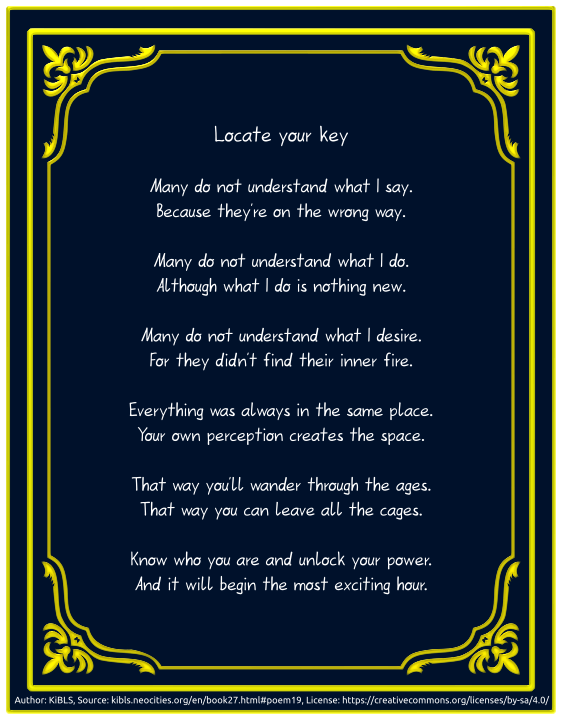 Locate your key
Many do not understand what I say.
Because they're on the wrong way.
Many do not understand what I do.
Although what I do is nothing new.
Many do not understand what I desire.
For they didn't find their inner fire.
Everything was always in the same place.
Your own perception creates the space.
That way you'll wander through the ages.
That way you can leave all the cages.
Know who you are and unlock your power.
And it will begin the most exciting hour.
Author: KiBLS, Source: kibls.neocities.org/en/book27.html#poem19, License: https://creativecommons.org/licenses/by-sa/4.0/